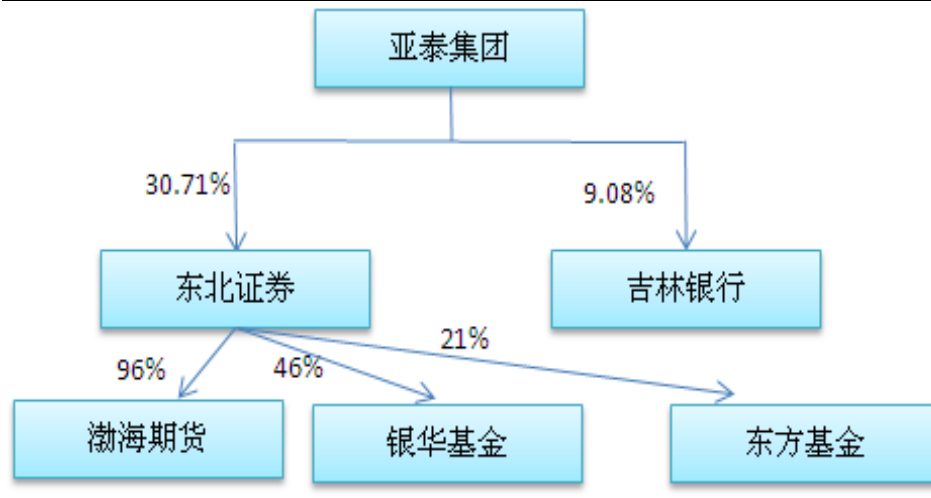 亚泰集团
30.71%
9.08%
东北证券
吉林银行
96%
46%
21%
渤海期货
银华基金
东方基金